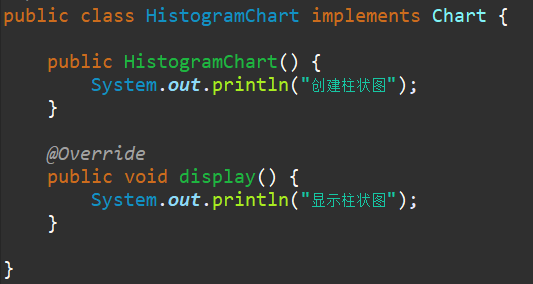 public class HistogramChart implements Chart {
public HistogramChart() {
System.out.println("创建柱状图");
}
@Override
public void display() {
System.out.println("显示柱状图");
}
}